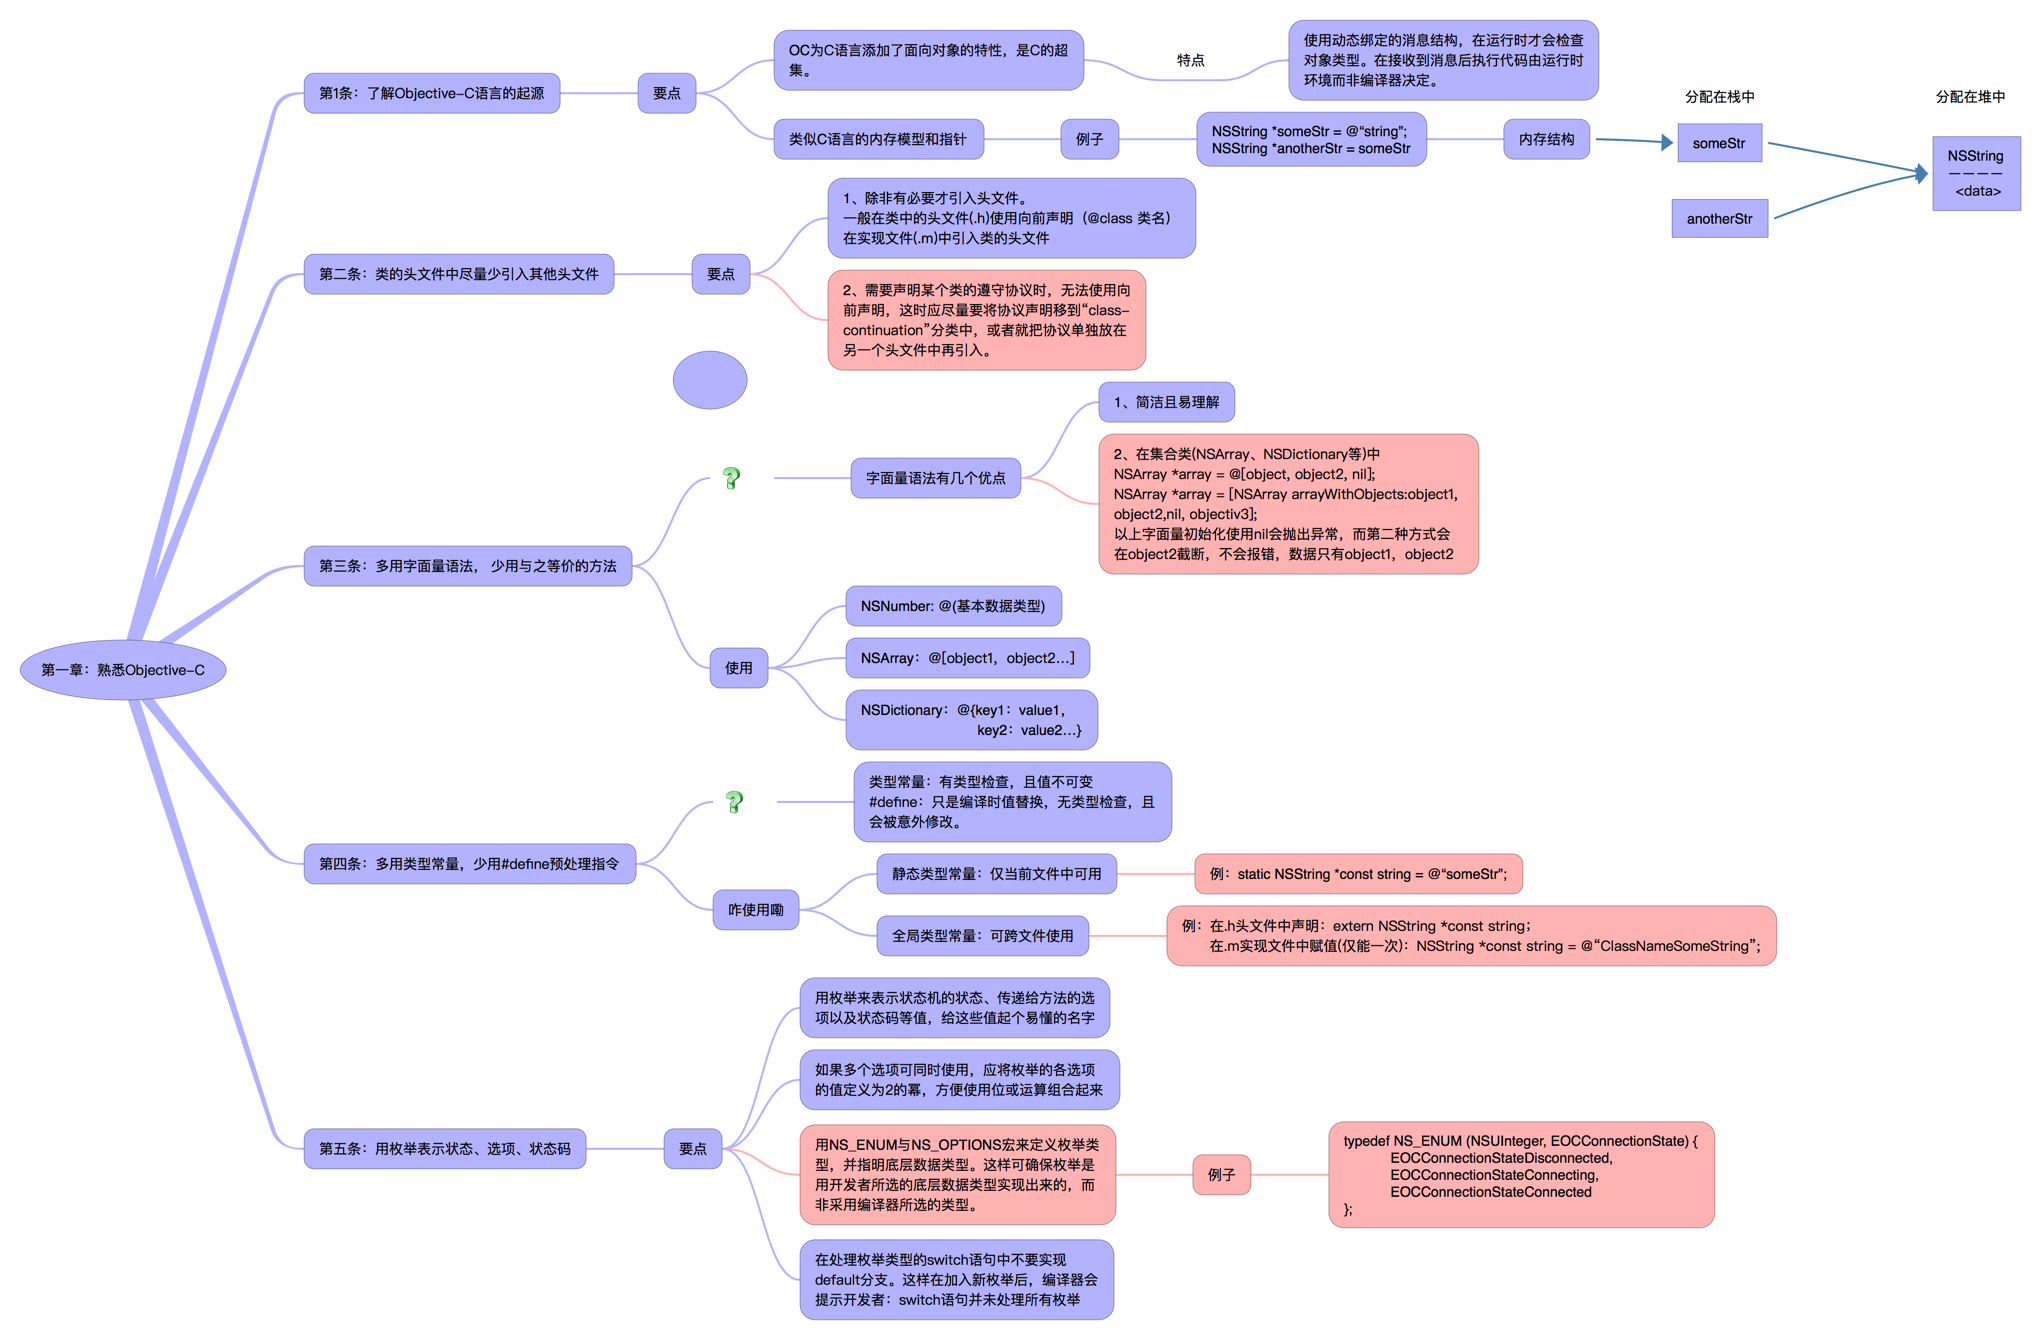 第一章：熟悉Objective-C
第1条：了解Objective-C语言的起源
要点
OC为C语言添加了面向对象的特性，是C的超
集。
特点
使用动态绑定的消息结构，在运行时才会检查
对象类型。在接收到消息后执行代码由运行时
环境而非编译器决定。
类似C语言的内存模型和指针
例子
NSString *someStr = @“string”;
NSString *anotherStr = someStr
内存结构
分配在栈中
someStr
anotherStr
分配在堆中
NSString
————
<data>
第二条：类的头文件中尽量少引入其他头文件
要点
1、除非有必要才引入头文件。
一般在类中的头文件(.h)使用向前声明（@class 类名）
在实现文件(.m)中引入类的头文件
2、需要声明某个类的遵守协议时，无法使用向
前声明，这时应尽量要将协议声明移到“class-
continuation”分类中，或者就把协议单独放在
另一个头文件中再引入。
第三条：多用字面量语法， 少用与之等价的方法
?
字面量语法有几个优点
1、简洁且易理解
2、在集合类(NSArray、NSDictionary等)中
NSArray *array = @[object, object2, nil];
NSArray *array = [NSArray arrayWithObjects:object1,
object2,nil, objectiv3];
以上字面量初始化使用nil会抛出异常，而第二种方式会
在object2截断，不会报错，数据只有object1，object2
使用
NSNumber: @(基本数据类型)
NSArray：@[object1，object2...]
NSDictionary：@{key1：value1，
key2：value2...}
第四条：多用类型常量，少用#define预处理指令
?
类型常量：有类型检查，且值不可变
#define：只是编译时值替换，无类型检查，且
会被意外修改。
咋使用嘞
静态类型常量：仅当前文件中可用
例：static NSString *const string = @“someStr”;
全局类型常量：可跨文件使用
例：在.h头文件中声明：extern NSString *const string；
在.m实现文件中赋值(仅能一次)：NSString *const string = @“ClassNameSomeString”;
第五条：用枚举表示状态、选项、状态码
要点
用枚举来表示状态机的状态、传递给方法的选
项以及状态码等值，给这些值起个易懂的名字
如果多个选项可同时使用，应将枚举的各选项
的值定义为2的幂，方便使用位或运算组合起来
用NS_ENUM与NS_OPTIONS宏来定义枚举类
型，并指明底层数据类型。这样可确保枚举是
用开发者所选的底层数据类型实现出来的，而
非采用编译器所选的类型。
例子
typedef NS_ENUM (NSUInteger, EOCConnectionState) {
EOCConnectionStateDisconnected,
EOCConnectionStateConnecting,
EOCConnectionStateConnected
};
在处理枚举类型的switch语句中不要实现
default分支。这样在加入新枚举后，编译器会
提示开发者：switch语句并未处理所有枚举